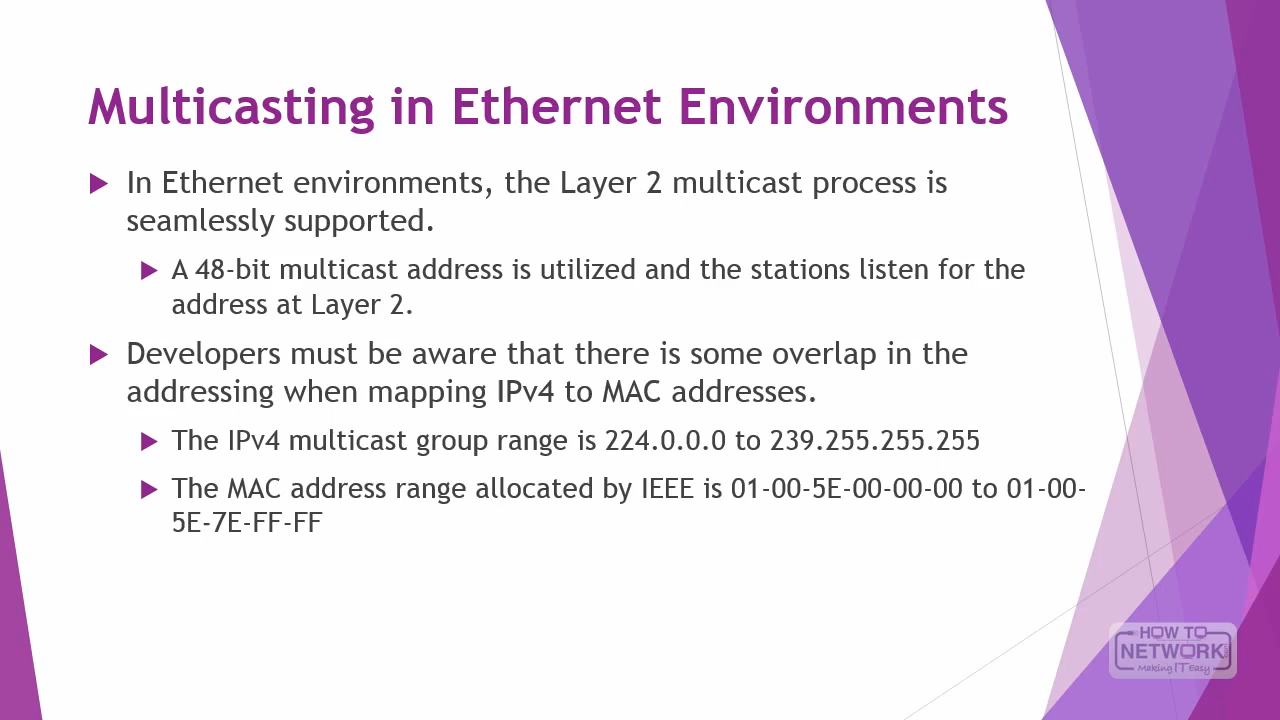 Multicasting in Ethernet Environments
In Ethernet environments, the Layer 2 multicast process is
seamlessly supported.
A 48-bit multicast address is utilized and the stations listen for the
address at Layer 2.
Developers must be aware that there is some overlap in the
addressing when mapping IPv4 to MAC addresses.
The IPv4 multicast group range is 224.0.0.0 to 239.255.255.255
The MAC address range allocated by IEEE is 01-00-5E-00-00-00 to 01-00-
5E-7E-FF-FF
HOW TO
NETWORK
Making IT Easy